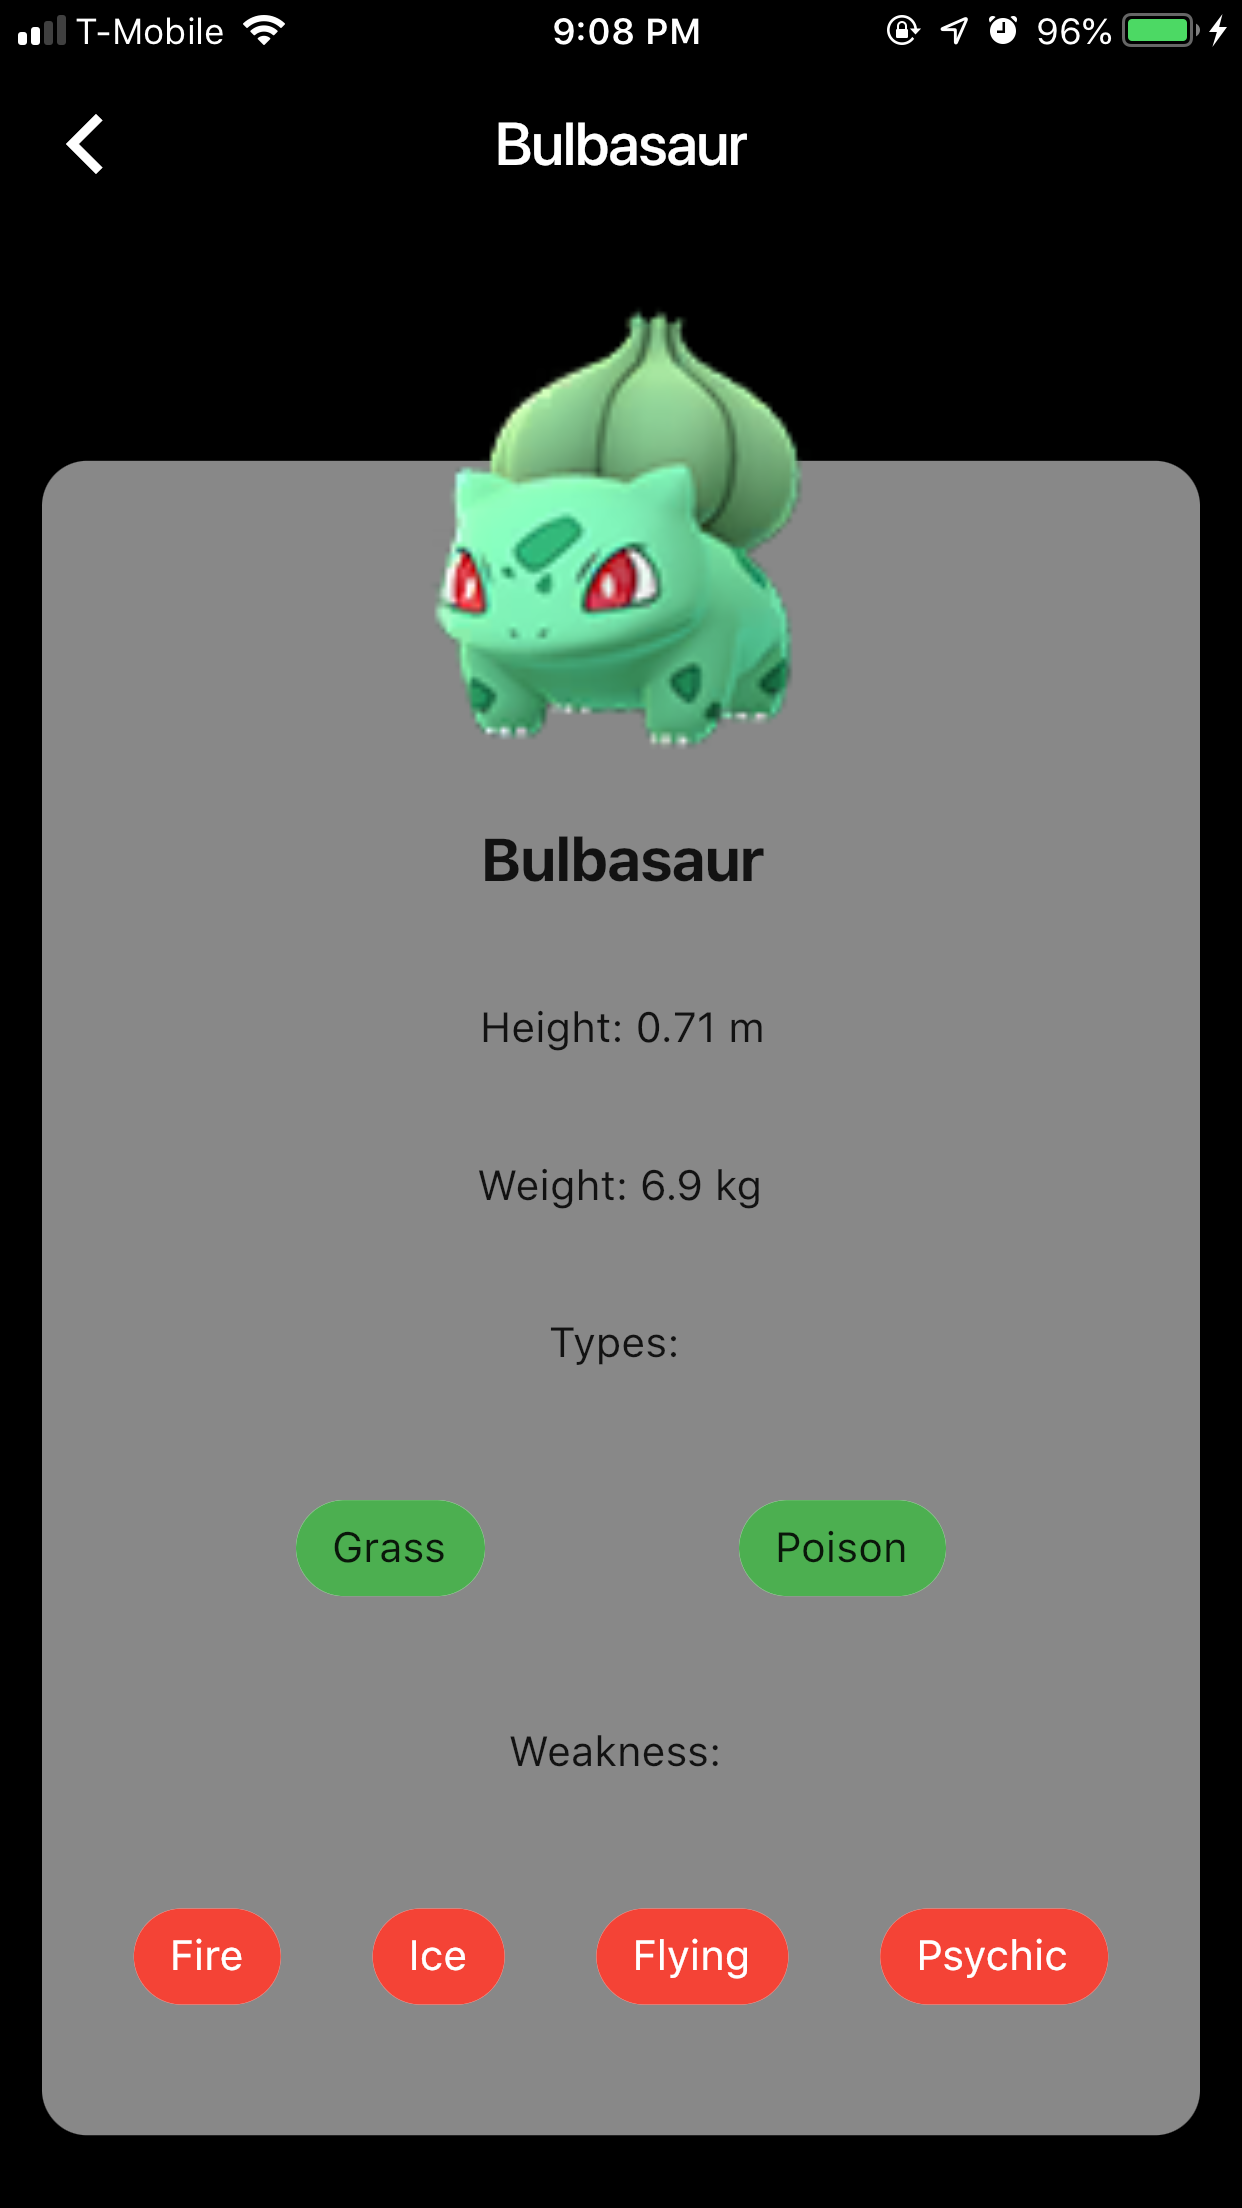 T-Mobile 9:08 PM 96%
Bulbasaur
Bulbasaur
Height: 0.71 m
Weight: 6.9 kg
Types:
Grass Poison
Weakness:
Fire Ice Flying Psychic